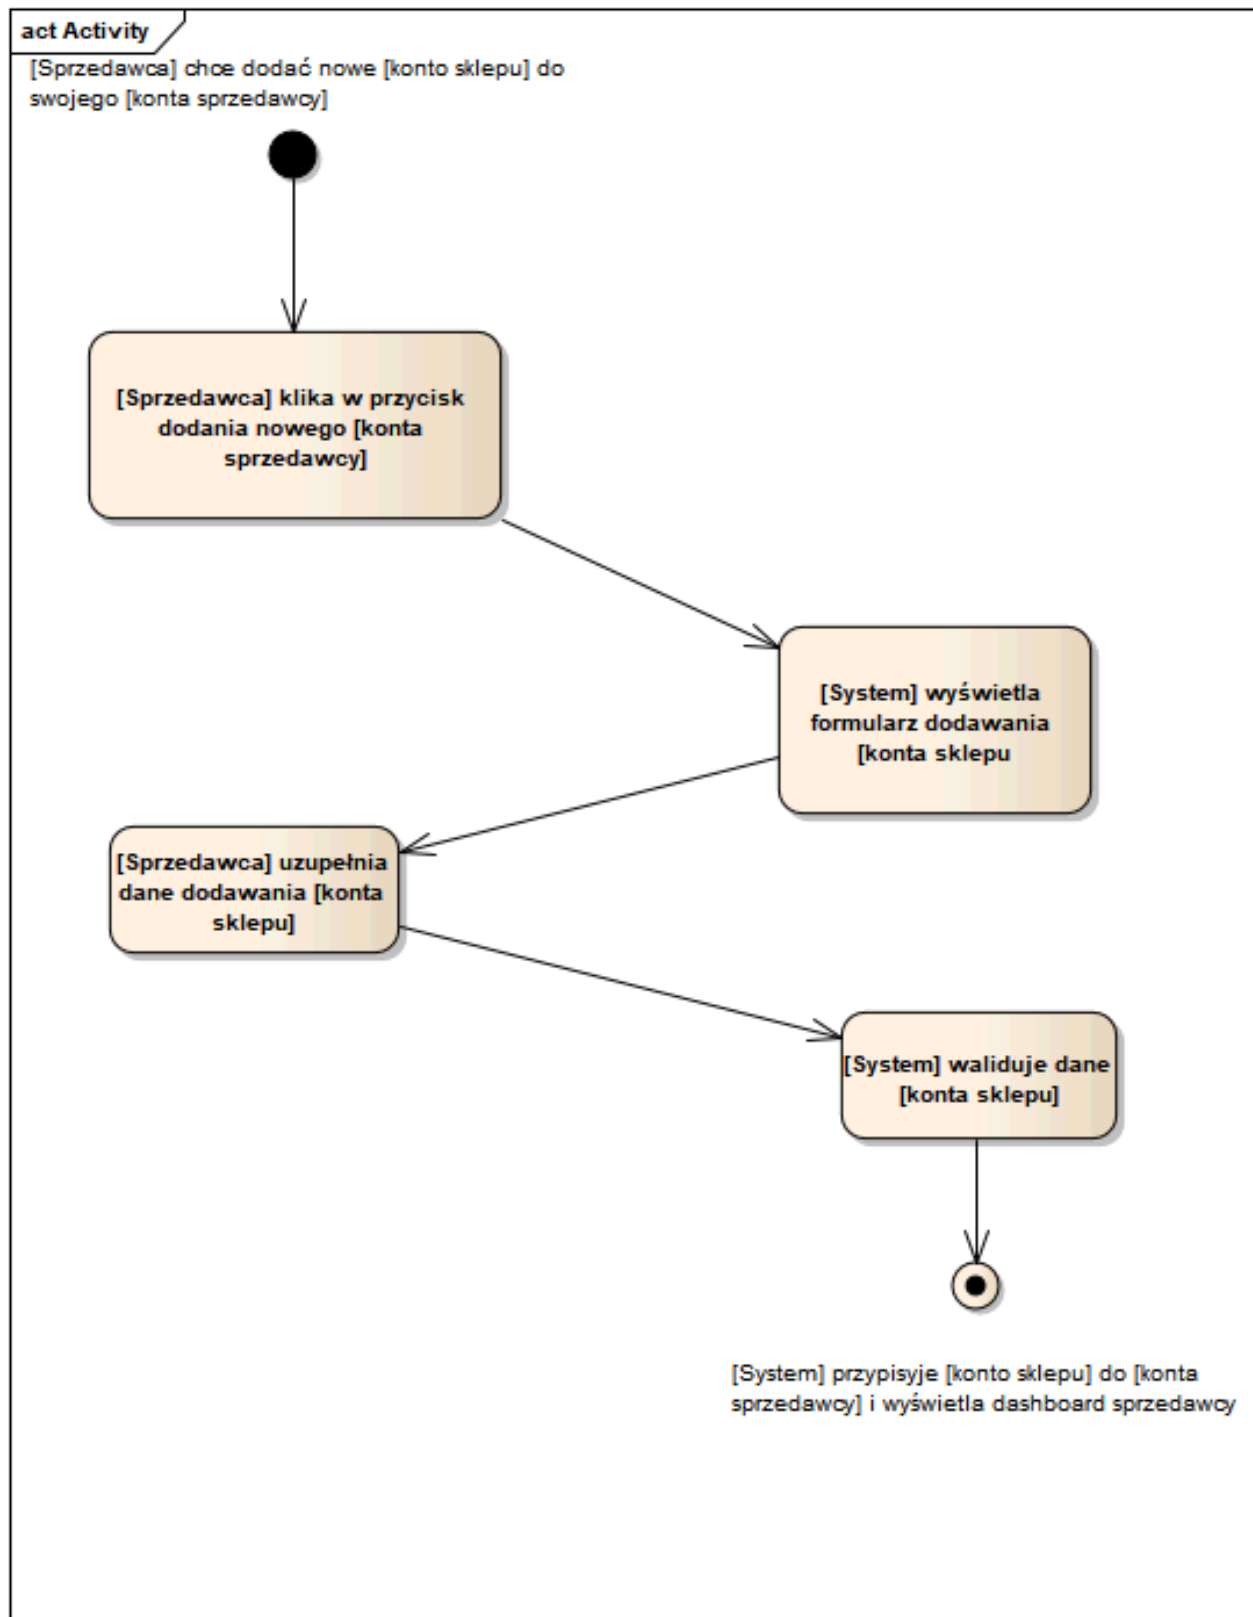 act Activity
[Sprzedawca] chce dodać nowe [konto sklepu] do
swojego [konta sprzedawcy]
[Sprzedawca] klika w przycisk
dodania nowego [konta
sprzedawcy]
[System] wyświetla
formularz dodawania
[konta sklepu
[Sprzedawca] uzupełnia
dane dodawania [konta
sklepu]
[System] waliduje dane
[konta sklepu]
[System] przypisyje [konto sklepu] do [konta
sprzedawcy] i wyświetla dashboard sprzedawcy